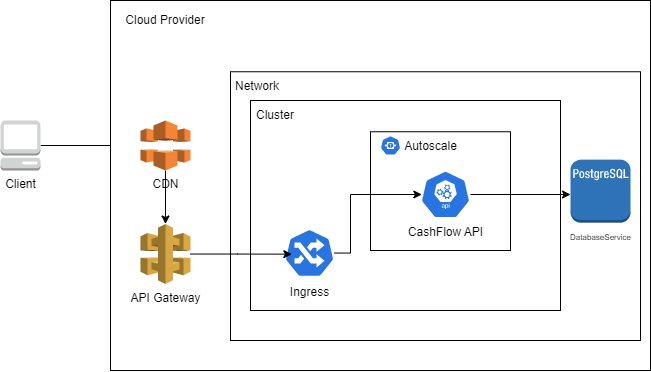 Cloud Provider
Network
Cluster
Autoscale
PostgreSQL
Client
CDN
api
CashFlow API
DatabaseService
API Gateway
Ingress